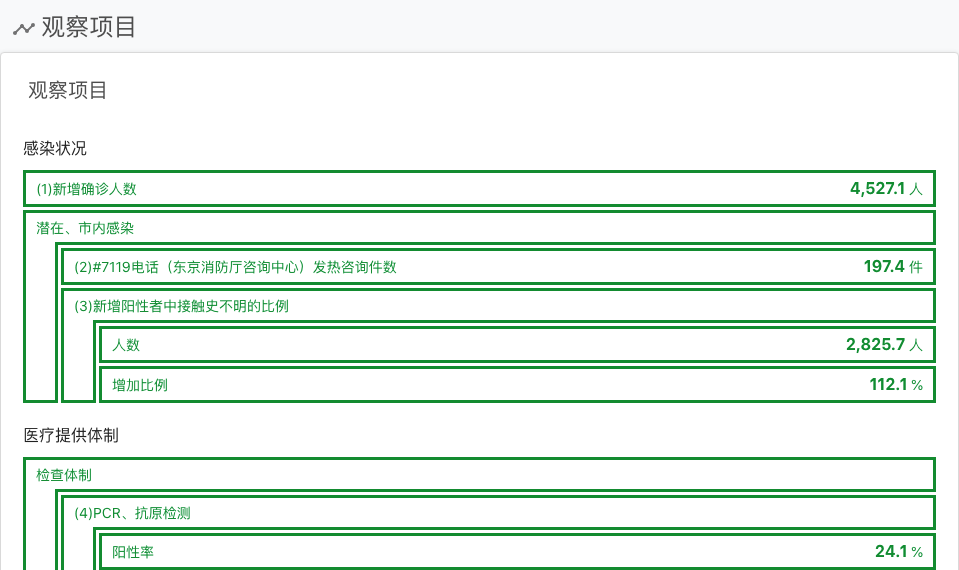 观察项目
观察项目
感染状况
(1)新增确诊人数 4,527.1 人
潜在、市内感染
(2)#7119电话（东京消防厅咨询中心）发热咨询件数 197.4 件
(3)新增阳性者中接触史不明的比例
人数 2,825.7 人
增加比例 112.1 %
医疗提供体制
检查体制
(4)PCR、抗原检测
阳性率 24.1 %